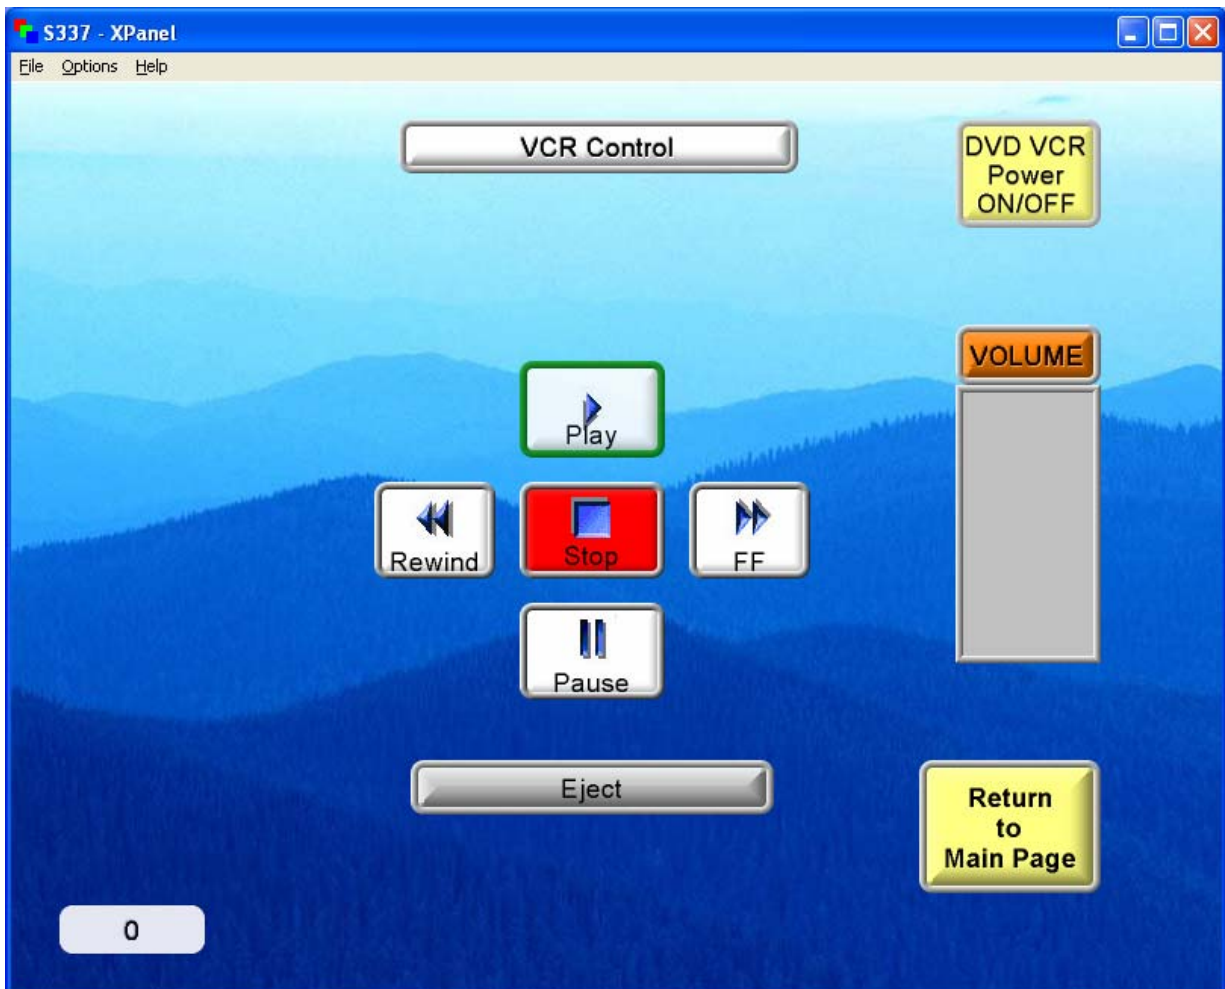 S337 - XPanel
File Options Help
VCR Control
DVD VCR
Power
ON/OFF
VOLUME
Play
Rewind
Stop
FF
Pause
Eject
Return
to
Main Page
0